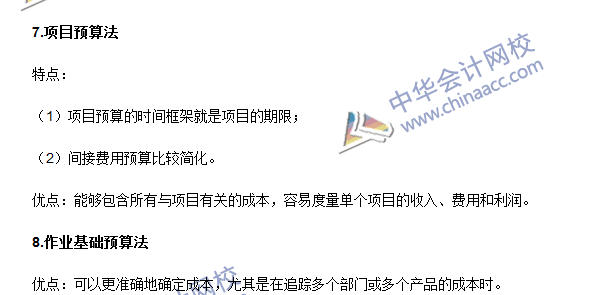 7.项目预算法
特点：
（1）项目预算的时间框架就是项目的期限；
（2）间接费用预算比较简化。
优点：能够包含所有与项目有关的成本，容易度量单个项目的收入、费用和利润。
8.作业基础预算法
优点：可以更准确地确定成本，尤其是在追踪多个部门或多个产品的成本时。
中华会计网校
www.chinaacc.com